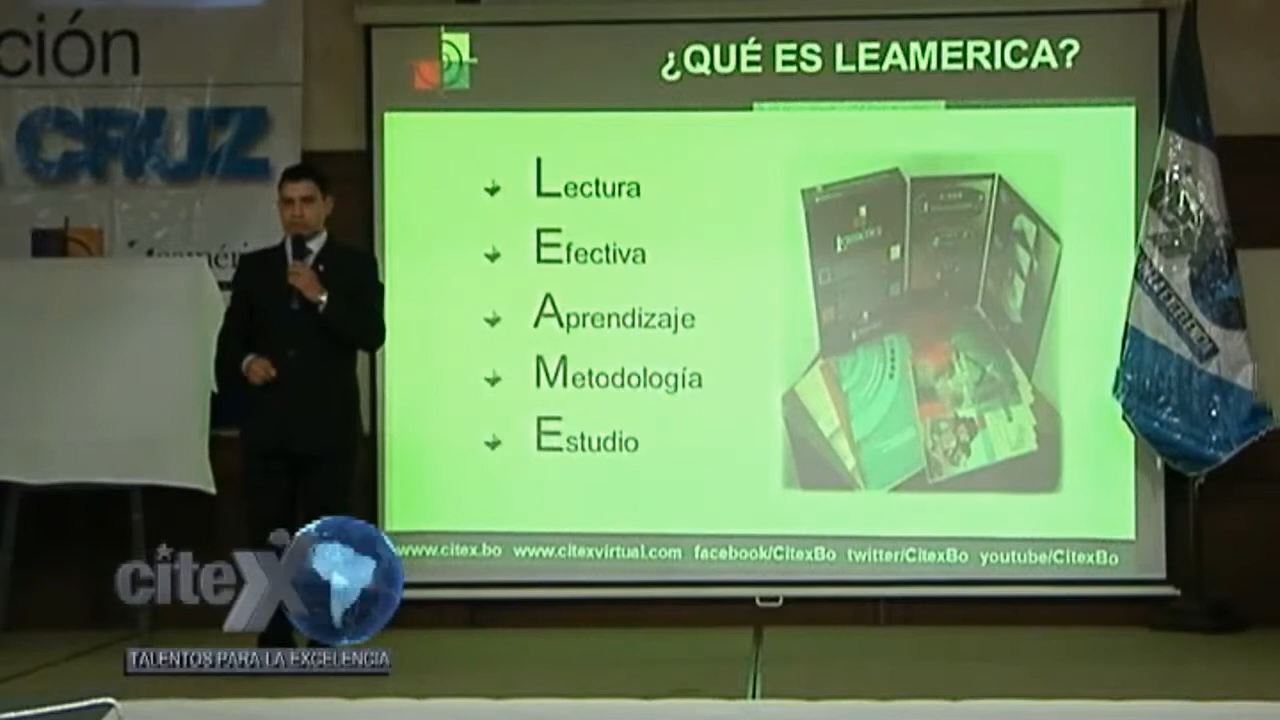 ción
CRUZ
¿QUÉ ES LEAMERICA?
Lectura
Efectiva
Aprendizaje
Metodología
Estudio
www.citex.bo www.citexvirtual.com facebook/CitexBo twitter/CitexBo youtube/CitexBo
citex
TALENTOS PARA LA EXCELENCIA